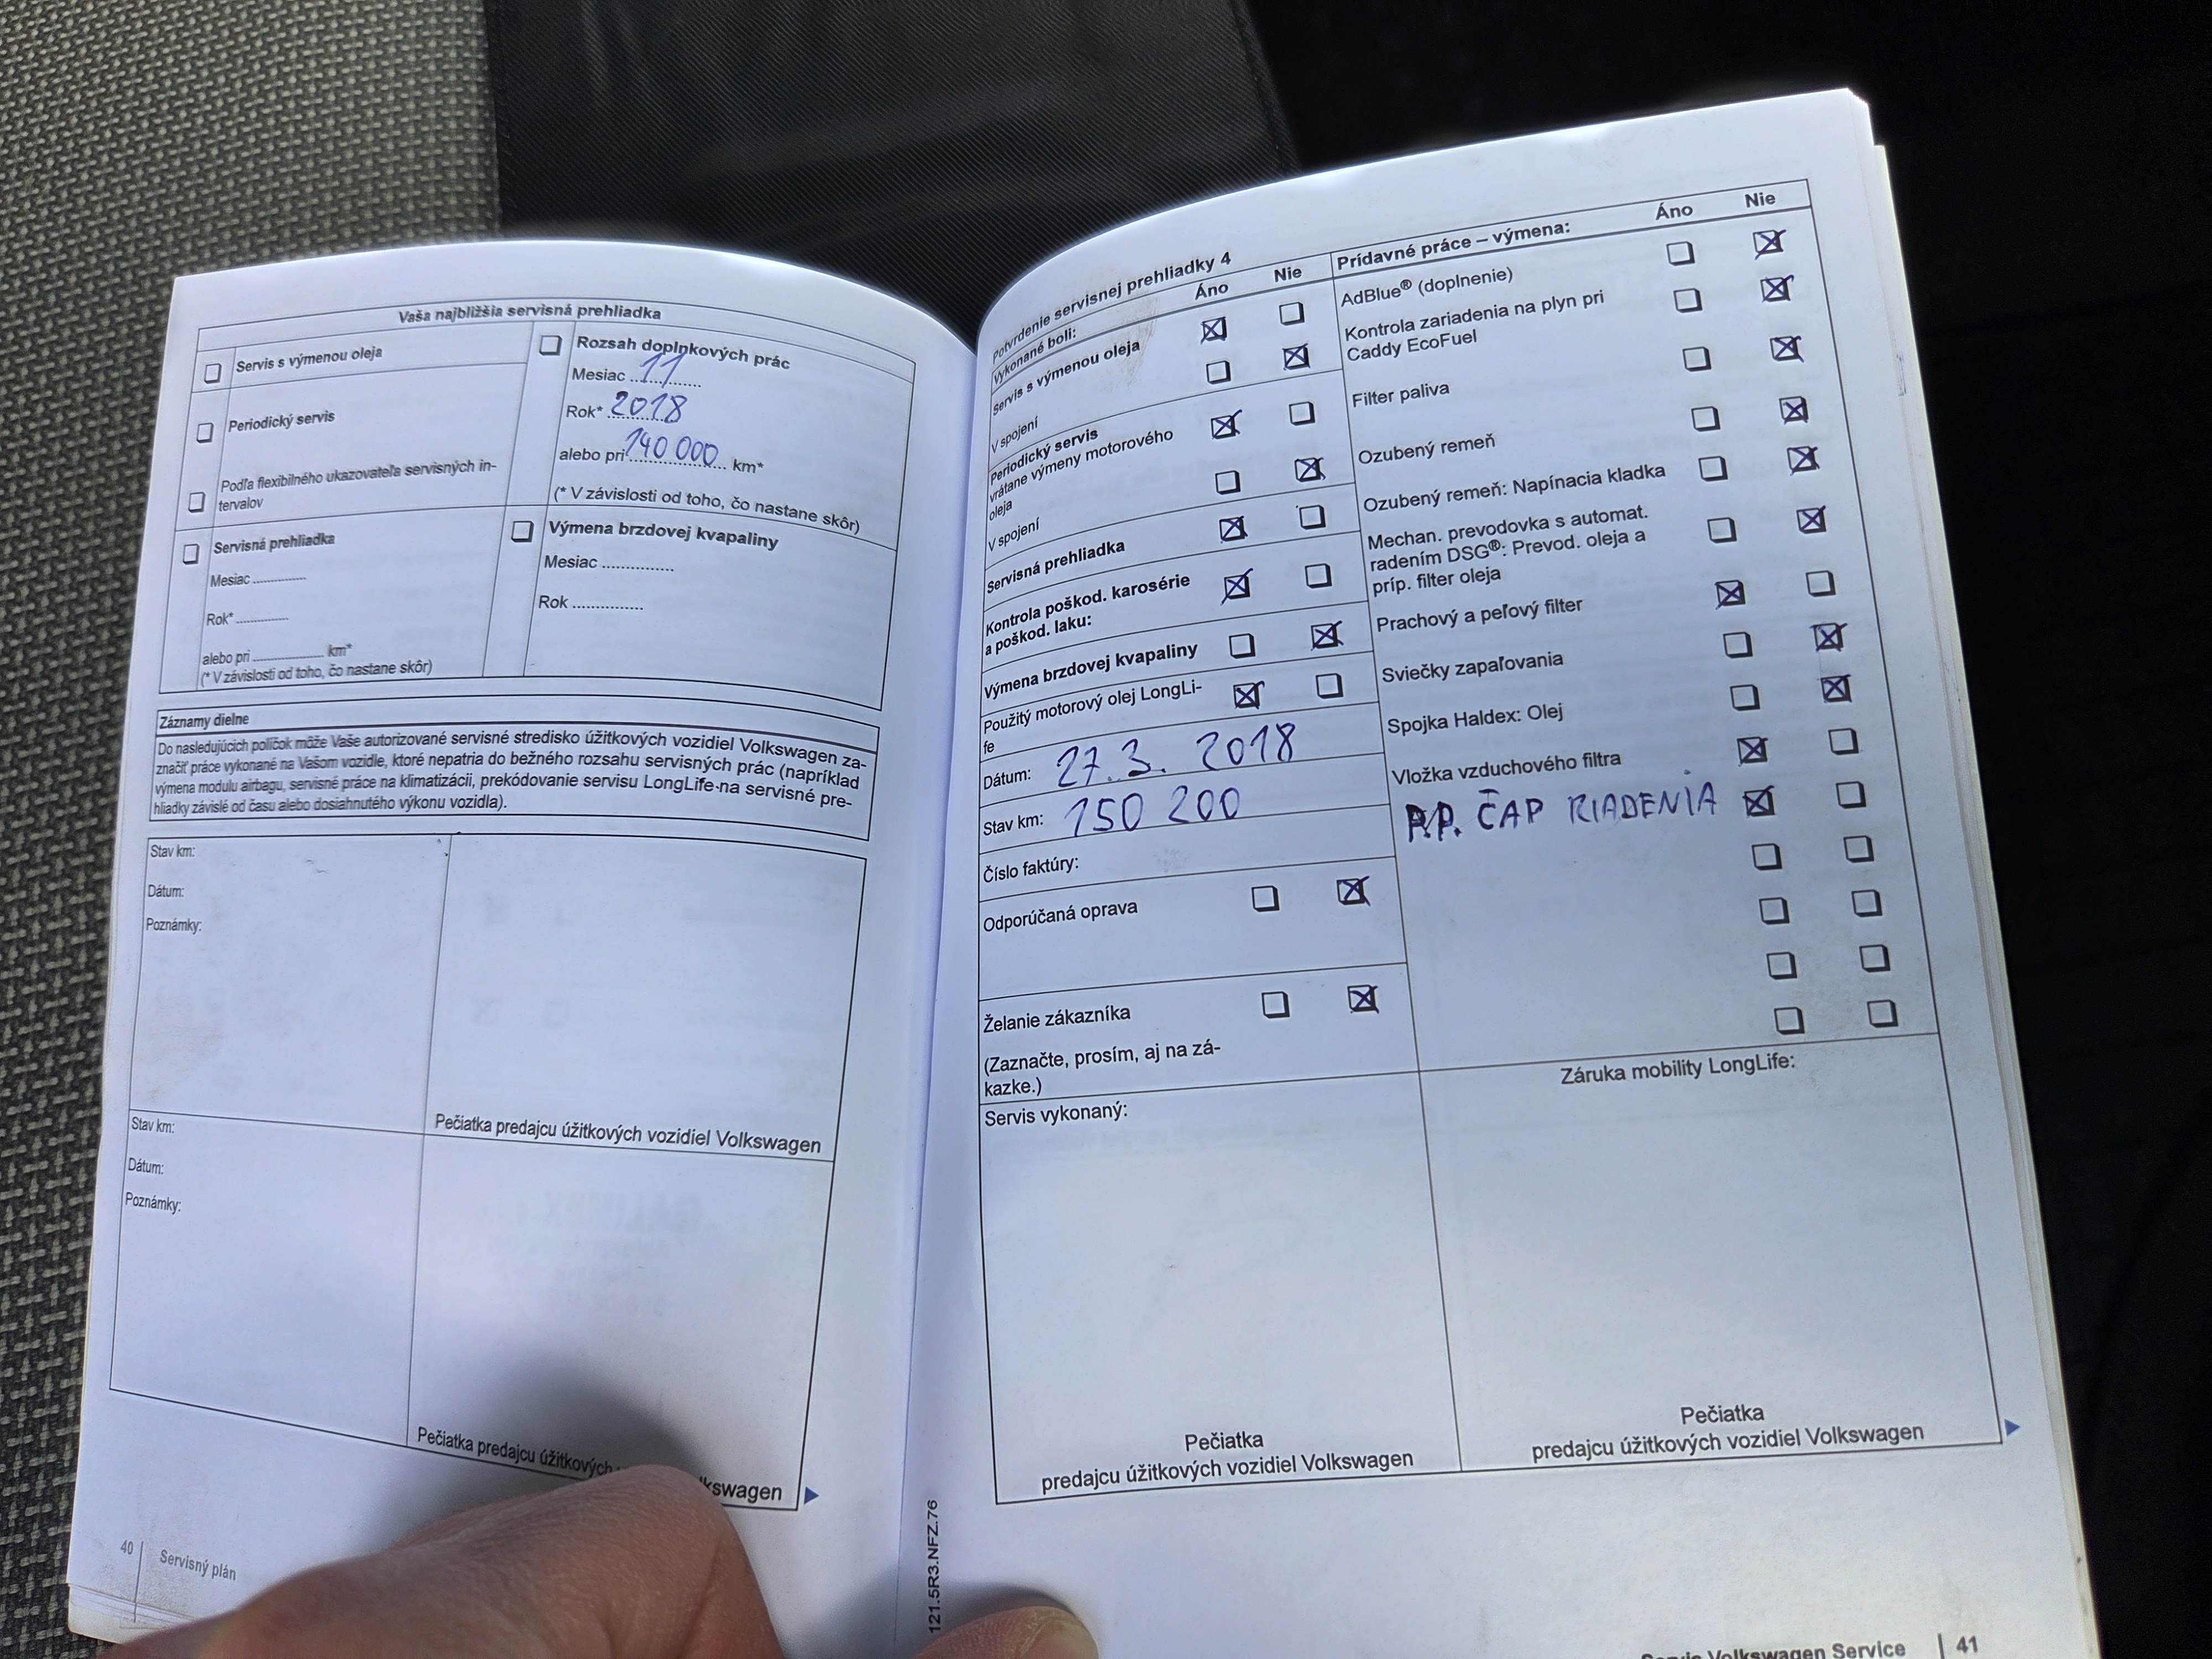 Vaša najbližšia servisná prehliadka
Servis s výmenou oleja
Periodický servis
Podľa flexibilného ukazovateľa servisných in-
tervalov
Rozsah doplnkových prác
Mesiac 11
Rok* 2018
alebo pri 140 000 km*
(* V závislosti od toho, čo nastane skôr)
Servisná prehliadka
Mesiac ..............
Rok* ..............
alebo pri .................. km*
(* V závislosti od toho, čo nastane skôr)
Výmena brzdovej kvapaliny
Mesiac ..............
Rok ..............
Záznamy dielne
Do nasledujúcich políčok môže Vaše autorizované servisné stredisko úžitkových vozidiel Volkswagen za-
značiť práce vykonané na Vašom vozidle, ktoré nepatria do bežného rozsahu servisných prác (napríklad
výmena modulu airbagu, servisné práce na klimatizácii, prekódovanie servisu LongLife na servisné pre-
hliadky závislé od času alebo dosiahnutého výkonu vozidla).
Stav km:
Dátum:
Poznámky:
Pečiatka predajcu úžitkových vozidiel Volkswagen
Stav km:
Dátum:
Poznámky:
Pečiatka predajcu úžitkových kswagen
40 Servisný plán
Potvrdenie servisnej prehliadky 4
Vykonané boli: Áno Nie
Servis s výmenou oleja
V spojení
Periodický servis
vrátane výmeny motorového
oleja
V spojení
Servisná prehliadka
Kontrola poškod. karosérie
a poškod. laku:
Výmena brzdovej kvapaliny
Použitý motorový olej LongLi-
fe
Dátum: 27.3. 2018
Stav km: 150 200
Číslo faktúry:
Odporúčaná oprava
Želanie zákazníka
(Zaznačte, prosím, aj na zá-
kazke.)
Servis vykonaný:
Pečiatka
predajcu úžitkových vozidiel Volkswagen
Prídavné práce – výmena: Áno Nie
AdBlue® (doplnenie)
Kontrola zariadenia na plyn pri
Caddy EcoFuel
Filter paliva
Ozubený remeň
Ozubený remeň: Napínacia kladka
Mechan. prevodovka s automat.
radením DSG®: Prevod. oleja a
príp. filter oleja
Prachový a peľový filter
Sviečky zapaľovania
Spojka Haldex: Olej
Vložka vzduchového filtra
P.P. ČAP RIADENIA
Záruka mobility LongLife:
Pečiatka
predajcu úžitkových vozidiel Volkswagen
121.5R3.NFZ.76
Servis Volkswagen Service 41